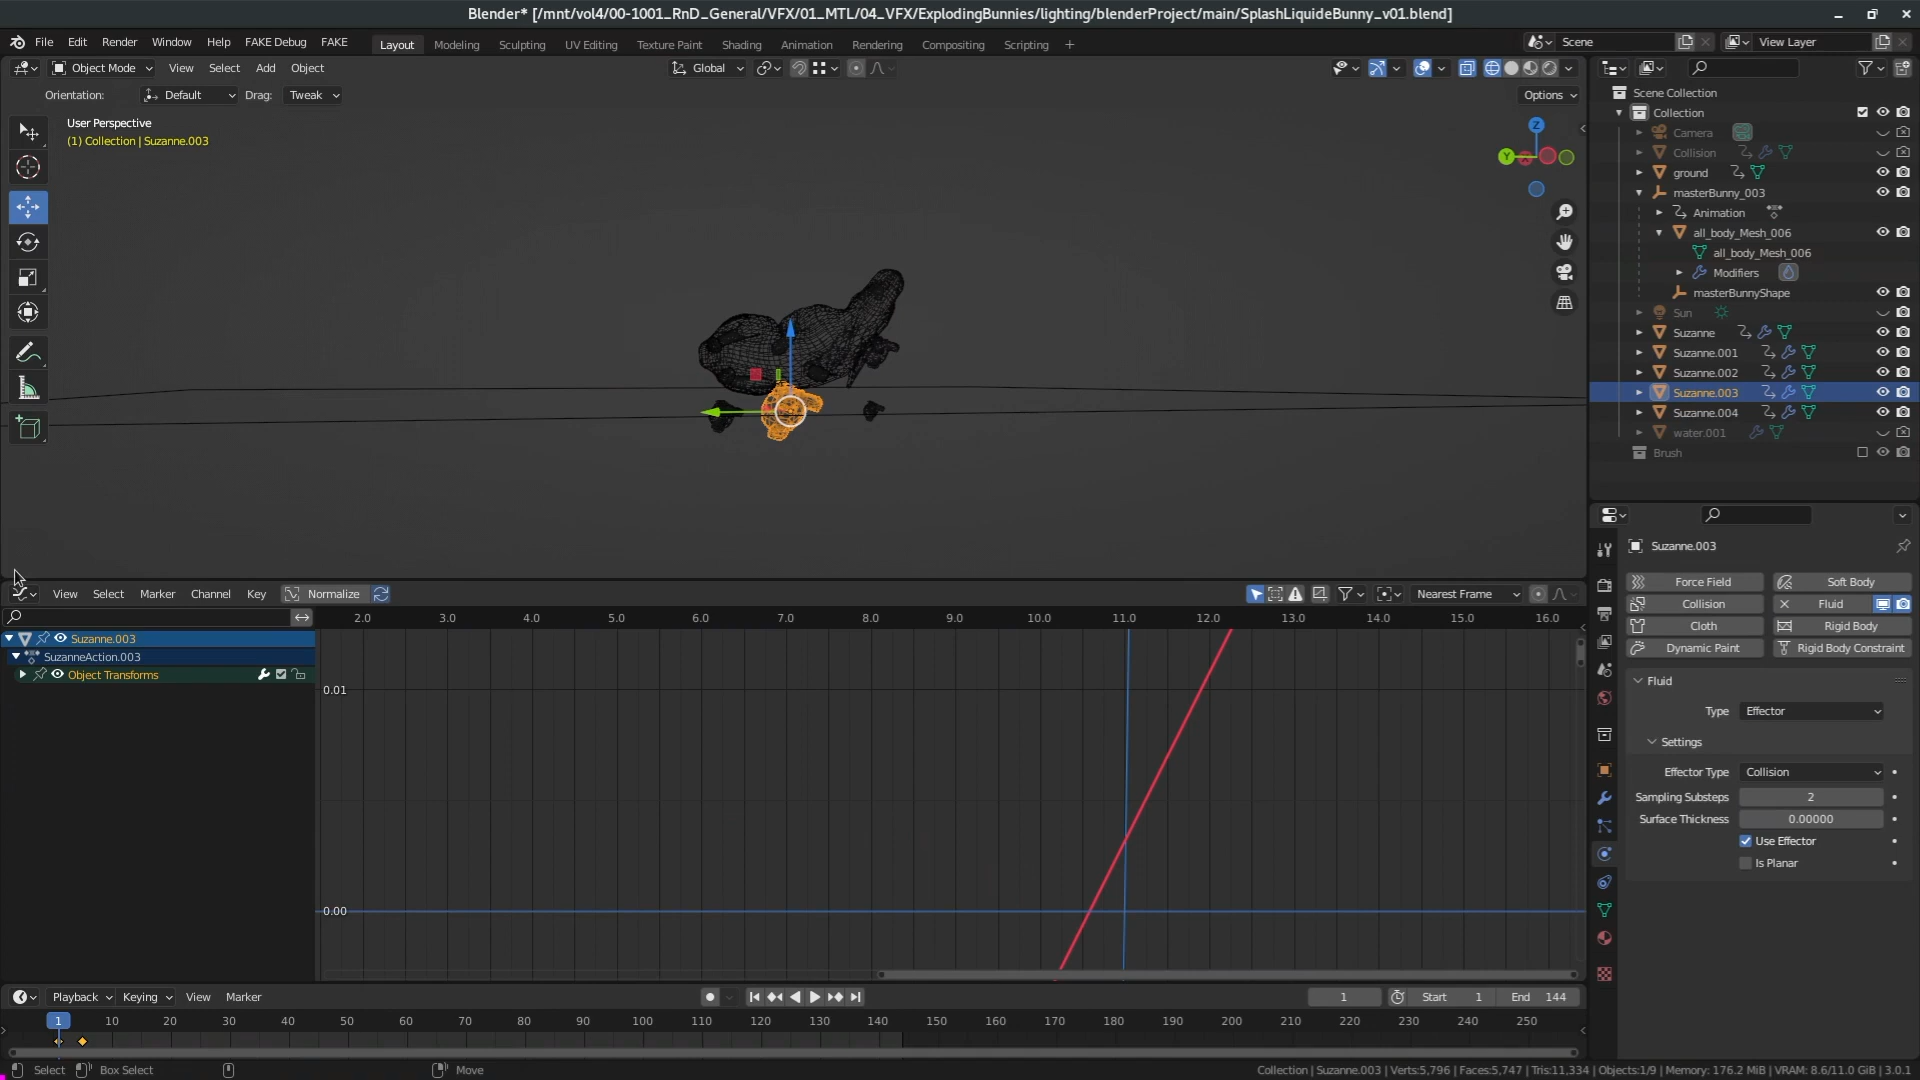 Blender* [/mnt/vol4/00-1001_RnD_General/VFX/01_MTL/04_VFX/ExplodingBunnies/lighting/blenderProject/main/SplashLiquideBunny_v01.blend]
File Edit Render Window Help FAKE Debug FAKE Layout Modeling Sculpting UV Editing Texture Paint Shading Animation Rendering Compositing Scripting + Scene View Layer
Object Mode View Select Add Object Global
Orientation: Default Drag: Tweak Options
User Perspective
(1) Collection | Suzanne.003
Z
Y
Scene Collection
Collection
Camera
Collision
ground
masterBunny_003
Animation
all_body_Mesh_006
all_body_Mesh_006
Modifiers
masterBunnyShape
Sun
Suzanne
Suzanne.001
Suzanne.002
Suzanne.003
Suzanne.004
water.001
Brush
Suzanne.003
Force Field Soft Body
Collision Fluid
Cloth Rigid Body
Dynamic Paint Rigid Body Constraint
Fluid
Type Effector
Settings
Effector Type Collision
Sampling Substeps 2
Surface Thickness 0.00000
Use Effector
Is Planar
View Select Marker Channel Key Normalize Nearest Frame
2.0 3.0 4.0 5.0 6.0 7.0 8.0 9.0 10.0 11.0 12.0 13.0 14.0 15.0 16.0
Suzanne.003
SuzanneAction.003
Object Transforms
0.01
0.00
Playback Keying View Marker 1 Start 1 End 144
1 10 20 30 40 50 60 70 80 90 100 110 120 130 140 150 160 170 180 190 200 210 220 230 240 250
Select Box Select Move Collection | Suzanne.003 | Verts:5,796 | Faces:5,747 | Tris:11,334 | Objects:1/9 | Memory: 176.2 MiB | VRAM: 8.6/11.0 GiB | 3.0.1